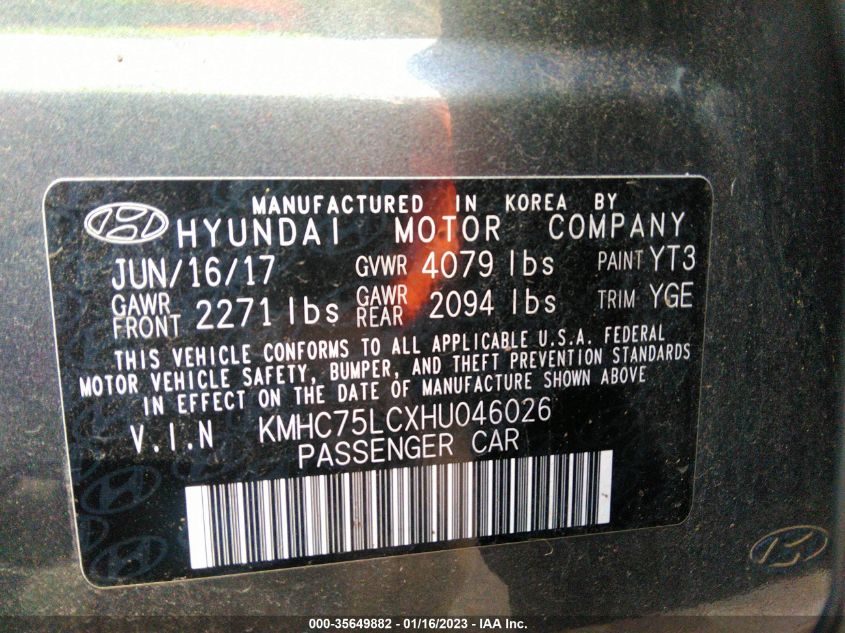 MANUFACTURED IN KOREA BY
HYUNDAI MOTOR COMPANY
JUN/16/17 GVWR 4079 lbs PAINT YT3
GAWR FRONT 2271 lbs GAWR REAR 2094 lbs TRIM YGE
THIS VEHICLE CONFORMS TO ALL APPLICABLE U.S.A. FEDERAL
MOTOR VEHICLE SAFETY, BUMPER, AND THEFT PREVENTION STANDARDS
IN EFFECT ON THE DATE OF MANUFACTURE SHOWN ABOVE
V.I.N KMHC75LCXHU046026
PASSENGER CAR
000-35649882 - 01/16/2023 - IAA Inc.